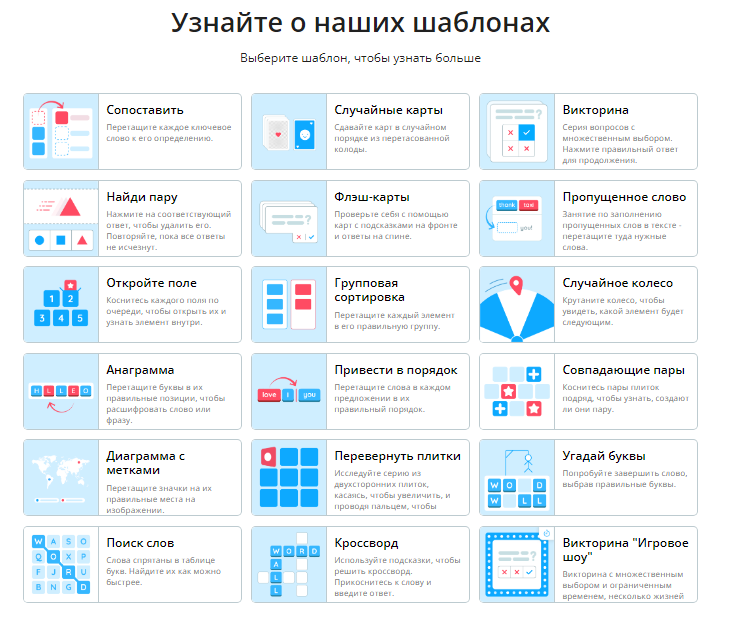 Узнайте о наших шаблонах
Выберите шаблон, чтобы узнать больше
Сопоставить
Перетащите каждое ключевое
слово к его определению.
Случайные карты
Сдавайте карт в случайном
порядке из перетасованной
колоды.
?
Викторина
Серия вопросов с
множественным выбором.
Нажмите правильный ответ
для продолжения.
Найди пару
Нажмите на соответствующий
ответ, чтобы удалить его.
Повторяйте, пока все ответы
не исчезнут.
?
Флэш-карты
Проверьте себя с помощью
карт с подсказками на фронте
и ответы на спине.
thank taxi
you!
Пропущенное слово
Занятие по заполнению
пропущенных слов в тексте -
перетащите туда нужные
слова.
1 2
3 4 5
Откройте поле
Коснитесь каждого поля по
очереди, чтобы открыть их и
узнать элемент внутри.
Групповая
сортировка
Перетащите каждый элемент
в его правильную группу.
Случайное колесо
Крутаните колесо, чтобы
увидеть, какой элемент будет
следующим.
H L L E O
Анаграмма
Перетащите буквы в их
правильные позиции, чтобы
расшифровать слово или
фразу.
love I you
Привести в порядок
Перетащите слова в каждом
предложении в их
правильный порядок.
Совпадающие пары
Коснитесь пары плиток
подряд, чтобы узнать, создают
ли они пару.
Диаграмма с
метками
Перетащите значки на их
правильные места на
изображении.
Перевернуть плитки
Исследуйте серию из
двухсторонних плиток,
касаясь, чтобы увеличить, и
проводя пальцем, чтобы
W O D
W L L
Угадай буквы
Попробуйте завершить слово,
выбрав правильные буквы.
W A S O
Q O X P
F J R U
B N G D
Поиск слов
Слова спрятаны в таблице
букв. Найдите их как можно
быстрее.
W O R D
A
L
L
Кроссворд
Используйте подсказки, чтобы
решить кроссворд.
Прикоснитесь к слову и
введите ответ.
?
Викторина "Игровое
шоу"
Викторина с множественным
выбором и ограниченным
временем, несколько жизней